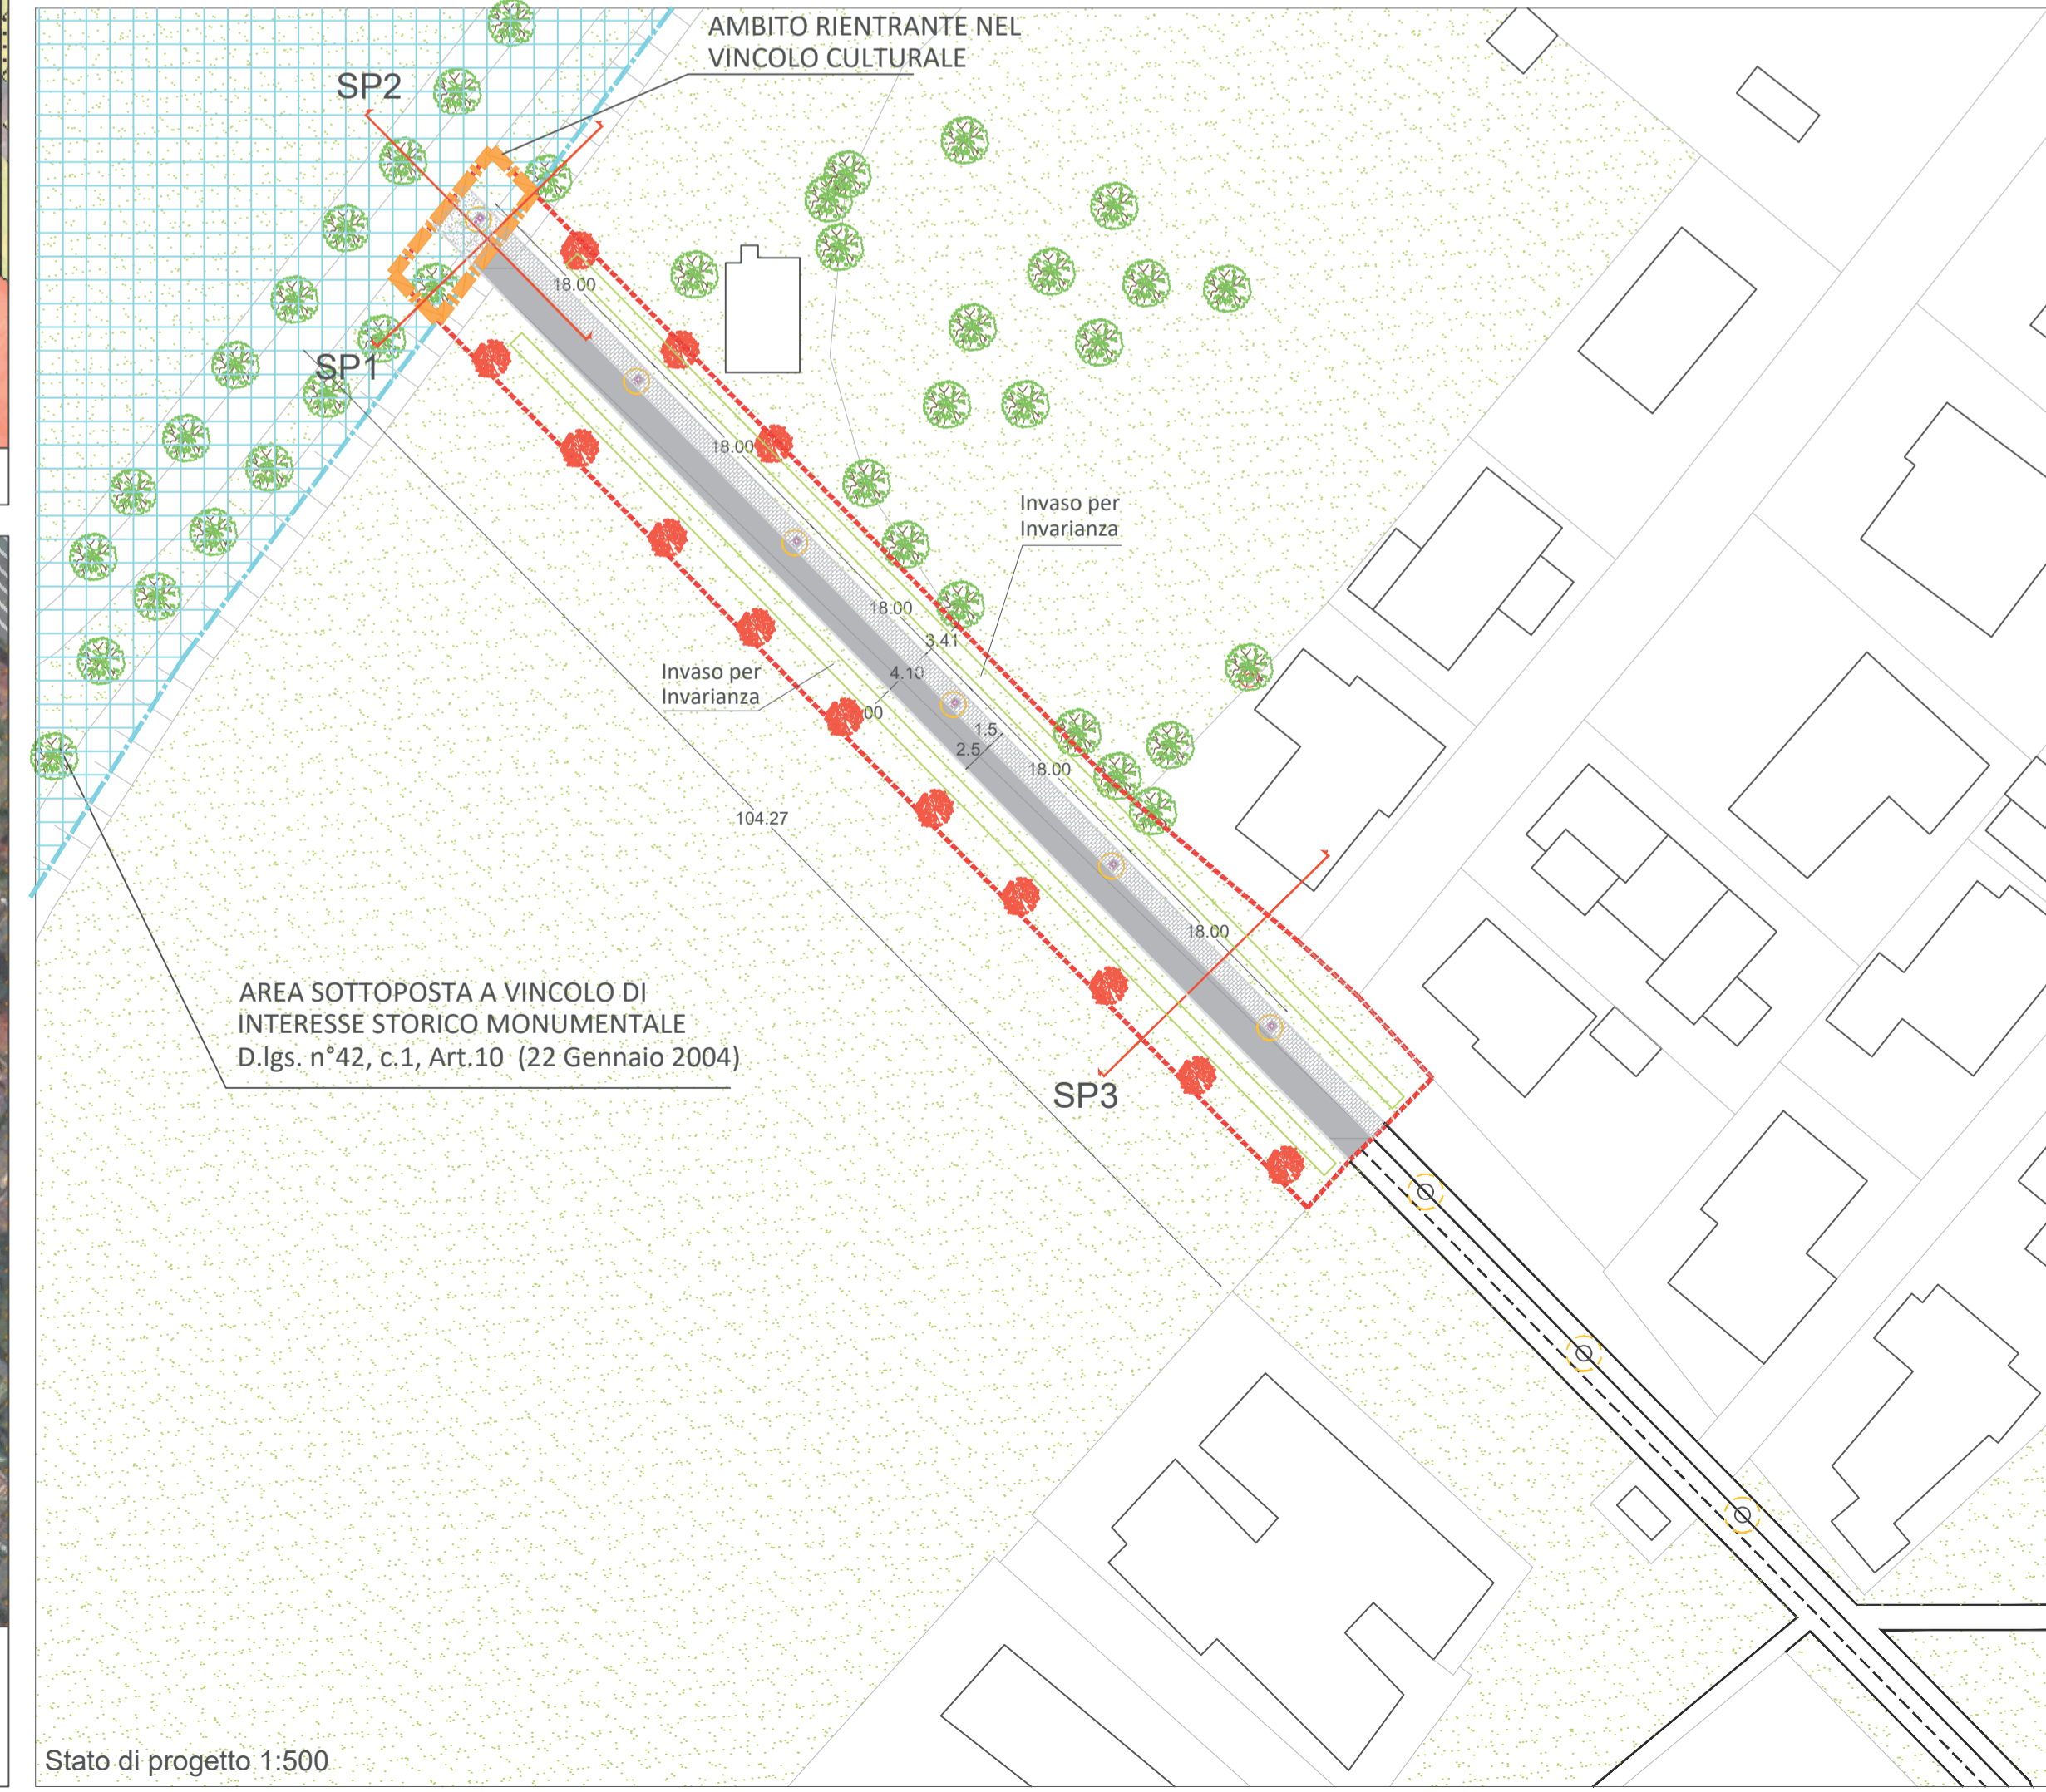 AMBITO RIENTRANTE NEL
VINCOLO CULTURALE
SP2
SP1
18.00
18.00
Invaso per
Invarianza
18.00
3.41
4.10
Invaso per
Invarianza
00
1.5
2.5
18.00
104.27
18.00
AREA SOTTOPOSTA A VINCOLO DI
INTERESSE STORICO MONUMENTALE
D.lgs. n°42, c.1, Art.10 (22 Gennaio 2004)
SP3
Stato di progetto 1:500